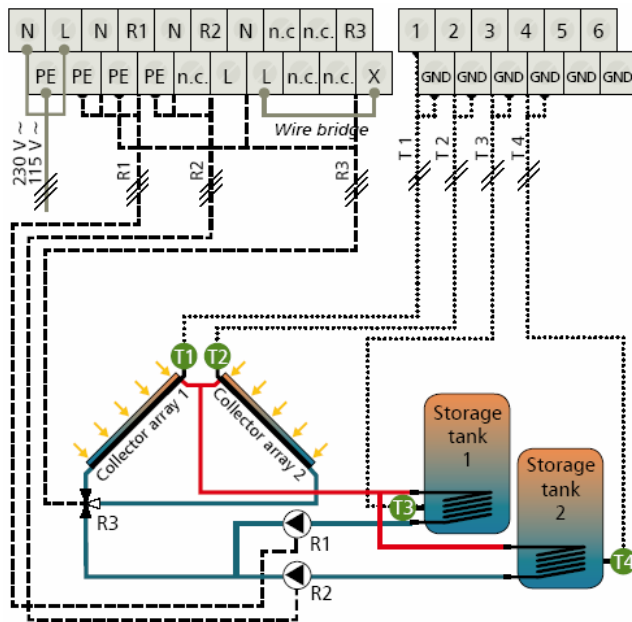 N L N R1 N R2 N n.c. n.c. R3
PE PE PE PE n.c. L L n.c. n.c. X
1 2 3 4 5 6
GND GND GND GND GND GND
Wire bridge
230 V ~
115 V ~
R1
R2
R3
T 1
T 2
T 3
T 4
T1
T2
Collector array 1
Collector array 2
Storage
tank
1
Storage
tank
2
T3
T4
R3
R1
R2